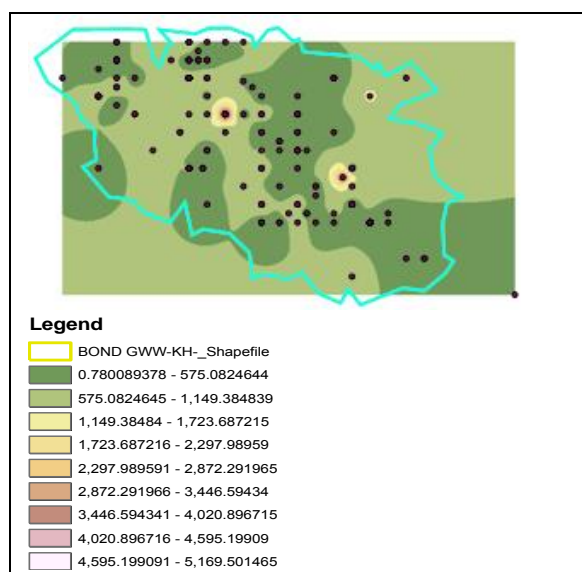 Legend
BOND GWW-KH-_Shapefile
0.780089378 - 575.0824644
575.0824645 - 1,149.384839
1,149.38484 - 1,723.687215
1,723.687216 - 2,297.98959
2,297.989591 - 2,872.291965
2,872.291966 - 3,446.59434
3,446.594341 - 4,020.896715
4,020.896716 - 4,595.19909
4,595.199091 - 5,169.501465